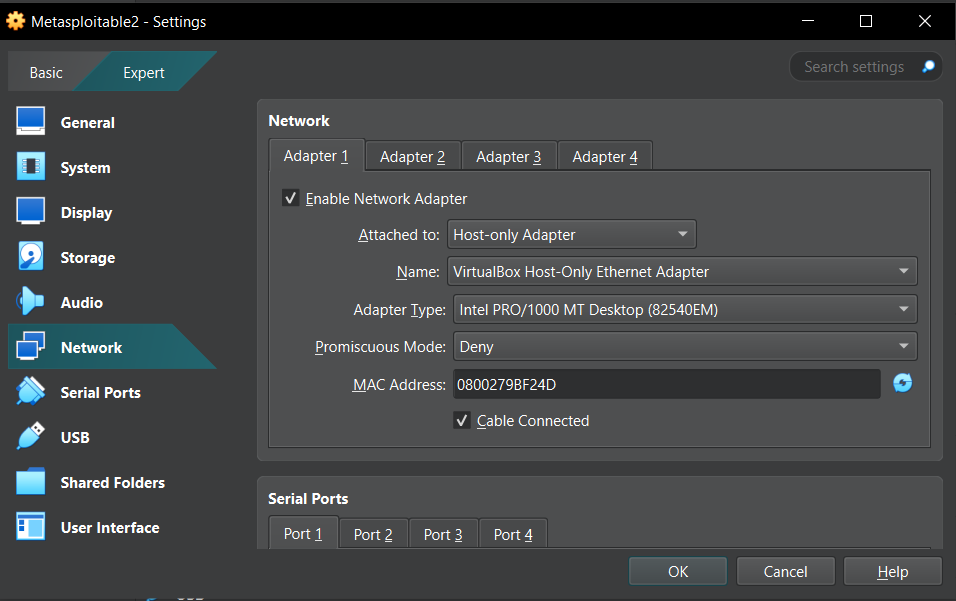 Metasploitable2 - Settings
Basic
Expert
Search settings
General
System
Display
Storage
Audio
Network
Serial Ports
USB
Shared Folders
User Interface
Network
Adapter 1
Adapter 2
Adapter 3
Adapter 4
Enable Network Adapter
Attached to: Host-only Adapter
Name: VirtualBox Host-Only Ethernet Adapter
Adapter Type: Intel PRO/1000 MT Desktop (82540EM)
Promiscuous Mode: Deny
MAC Address: 0800279BF24D
Cable Connected
Serial Ports
Port 1
Port 2
Port 3
Port 4
OK
Cancel
Help